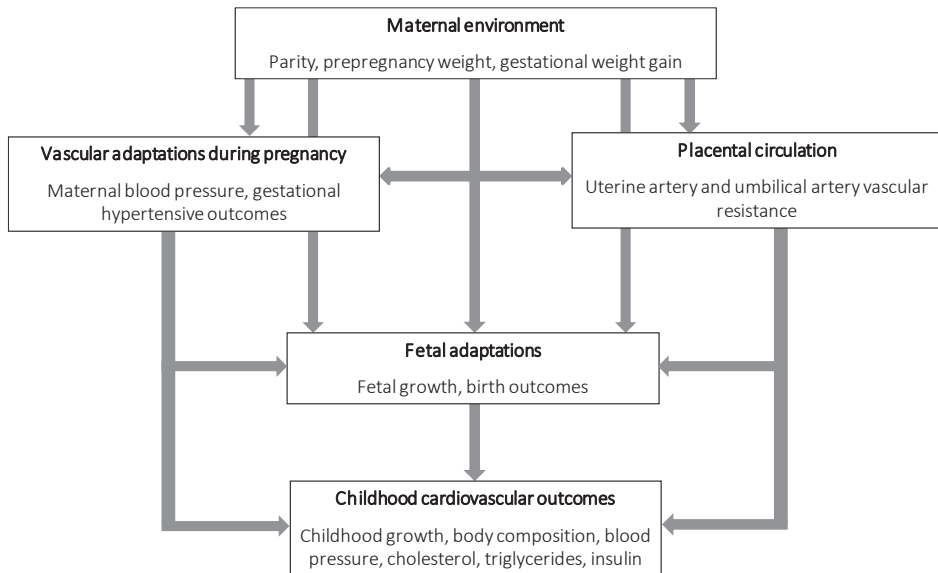 Maternal environment
Parity, prepregnancy weight, gestational weight gain
Vascular adaptations during pregnancy
Maternal blood pressure, gestational
hypertensive outcomes
Placental circulation
Uterine artery and umbilical artery vascular
resistance
Fetal adaptations
Fetal growth, birth outcomes
Childhood cardiovascular outcomes
Childhood growth, body composition, blood
pressure, cholesterol, triglycerides, insulin